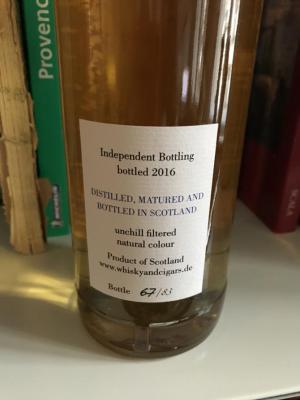 Provenc
Independent Bottling
bottled 2016
DISTILLED, MATURED AND
BOTTLED IN SCOTLAND
unchill filtered
natural colour
Product of Scotland
www.whiskyandcigars.de
Bottle 67/83